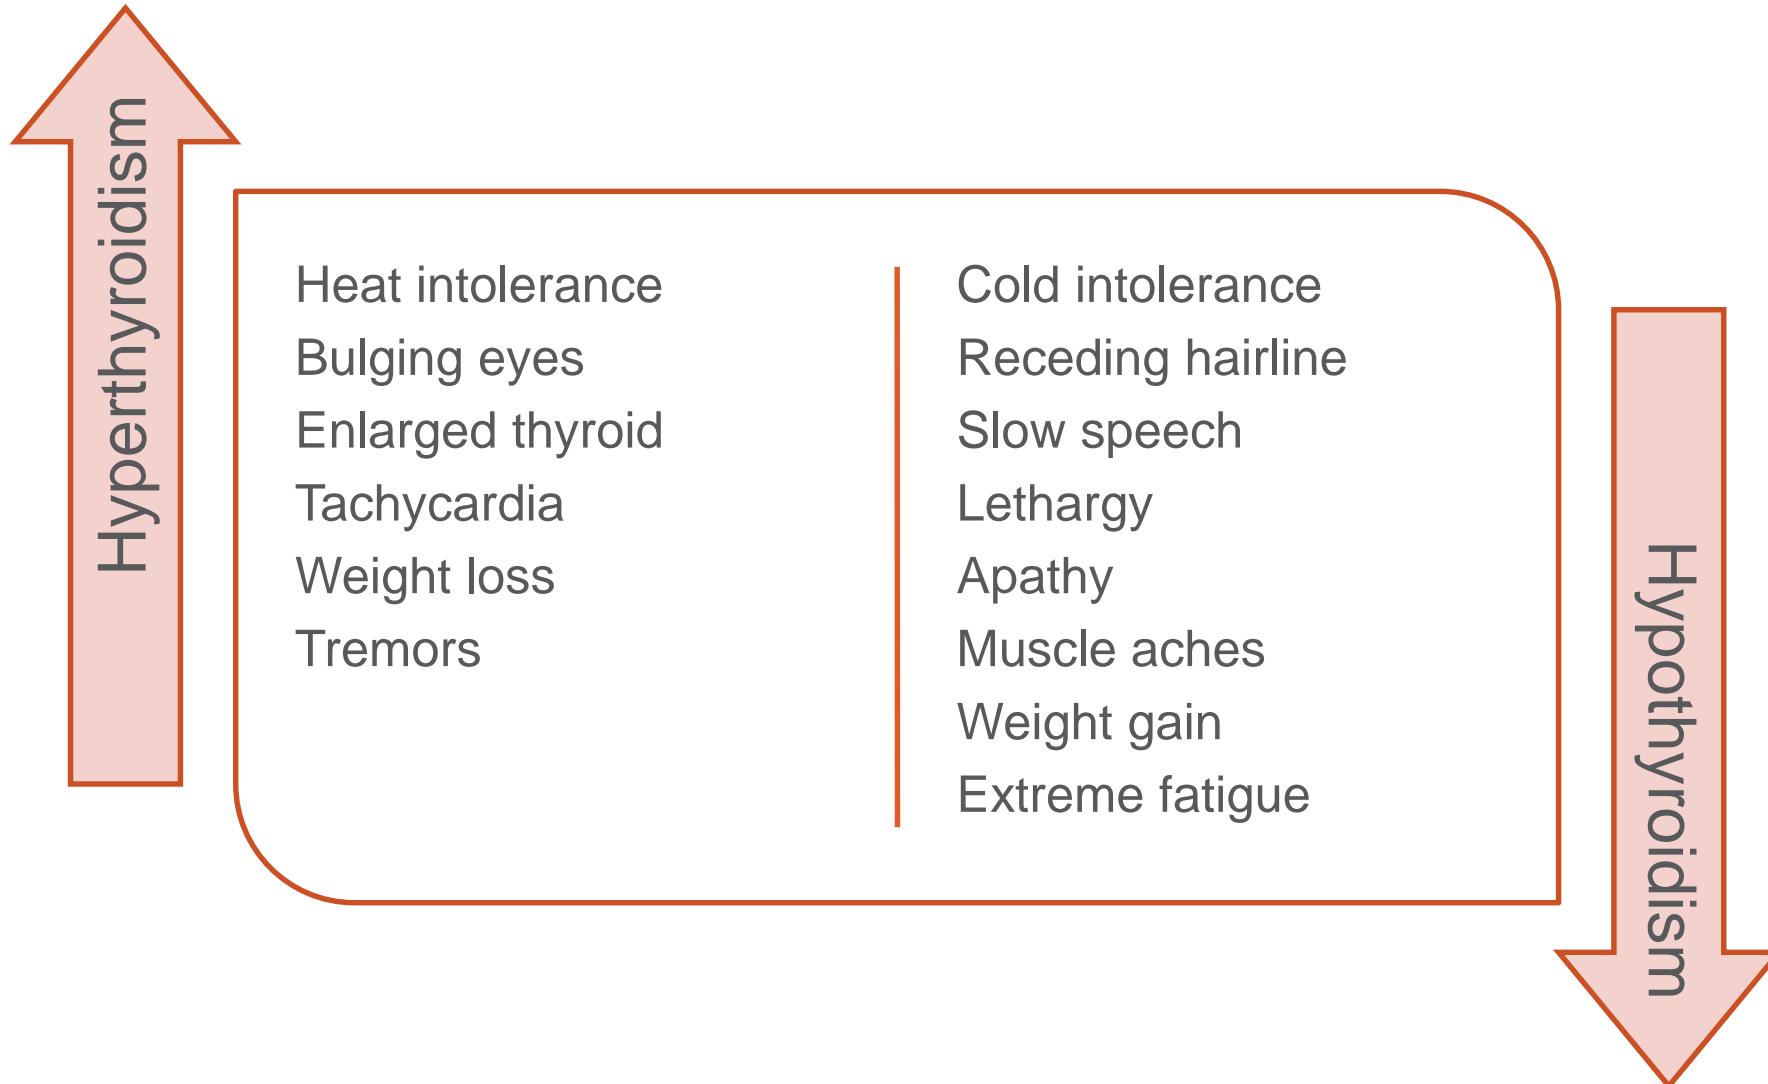 Hyperthyroidism
Heat intolerance
Bulging eyes
Enlarged thyroid
Tachycardia
Weight loss
Tremors
Cold intolerance
Receding hairline
Slow speech
Lethargy
Apathy
Muscle aches
Weight gain
Extreme fatigue
Hypothyroidism